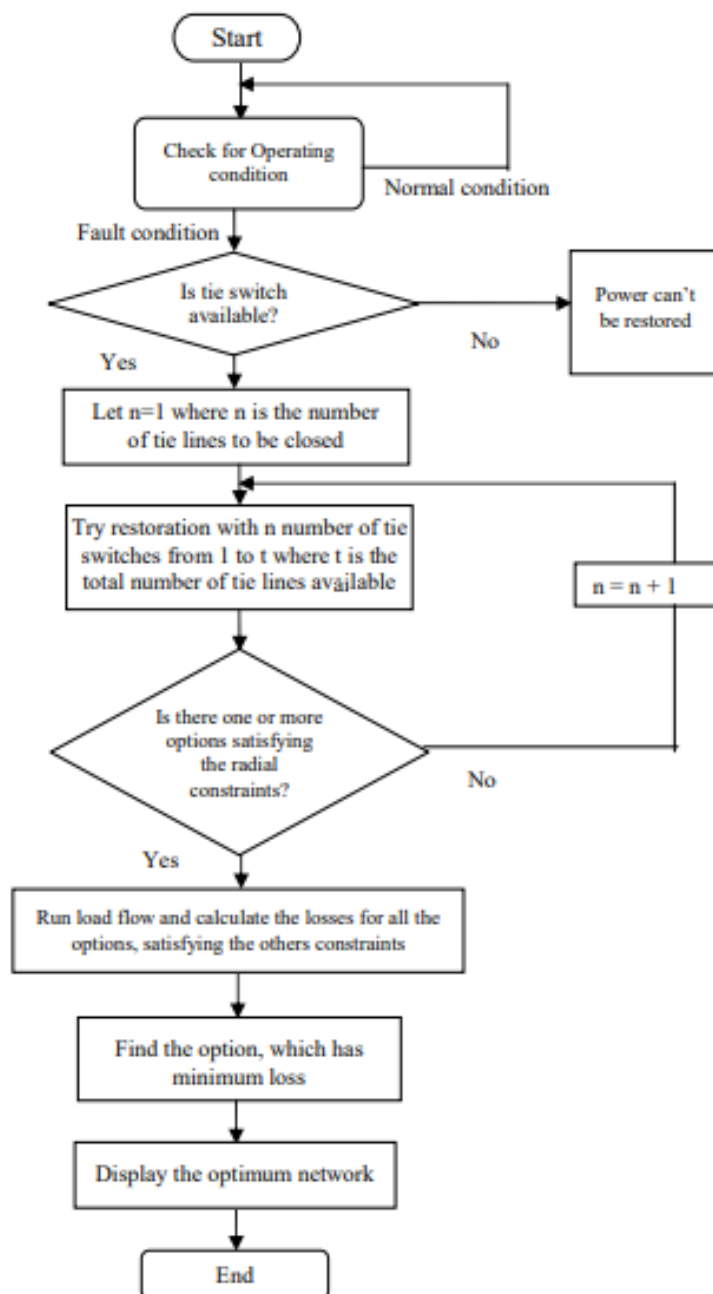 Start
Check for Operating
condition
Normal condition
Fault condition
Is tie switch
available?
Power can't
be restored
No
Yes
Let n=1 where n is the number
of tie lines to be closed
Try restoration with n number of tie
switches from 1 to t where t is the
total number of tie lines available
n = n + 1
Is there one or more
options satisfying
the radial
constraints?
No
Yes
Run load flow and calculate the losses for all the
options, satisfying the others constraints
Find the option, which has
minimum loss
Display the optimum network
End